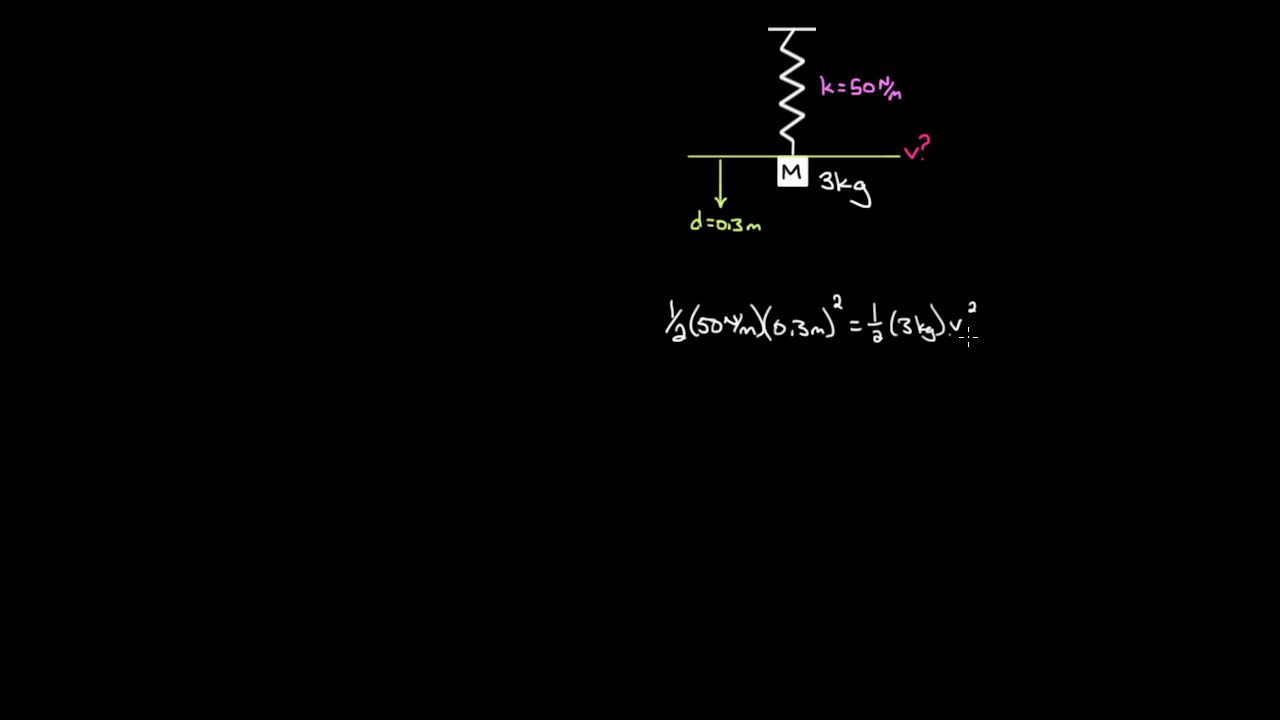 k=50 N/m
v?
M 3kg
d=0.3m
1/2(50 N/m)(0.3m)² = 1/2 (3kg) v²